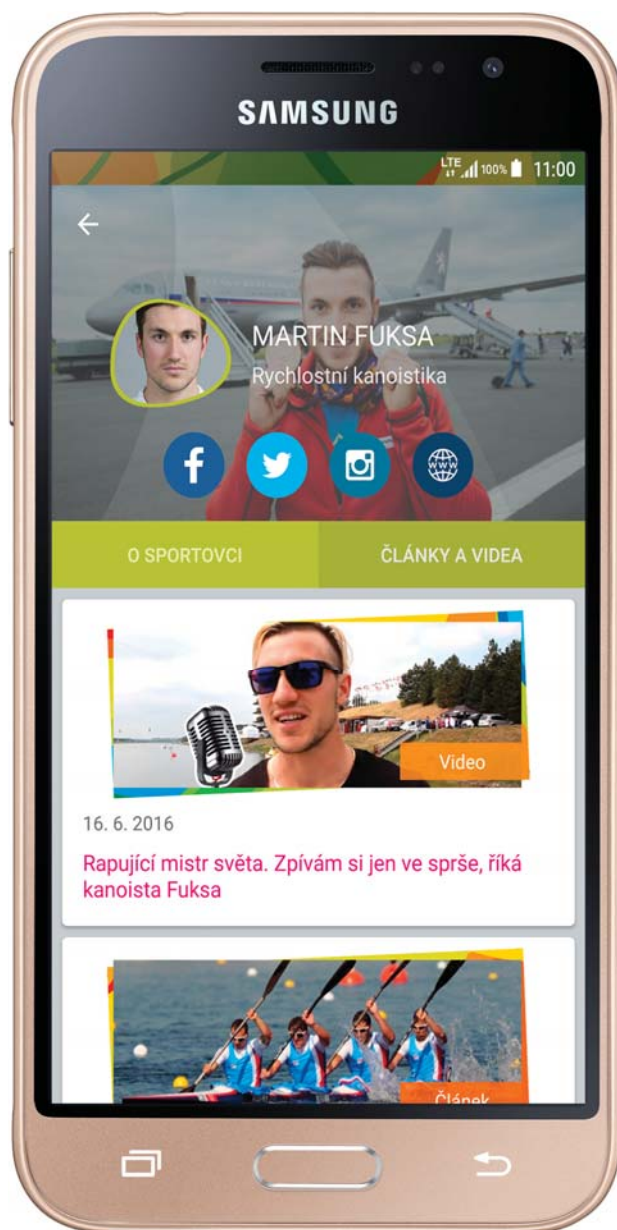 SAMSUNG
LTE 100% 11:00
MARTIN FUKSA
Rychlostní kanoistika
www
O SPORTOVCI
ČLÁNKY A VIDEA
Video
16. 6. 2016
Rapující mistr světa. Zpívám si jen ve sprše, říká
kanoista Fuksa
Článek